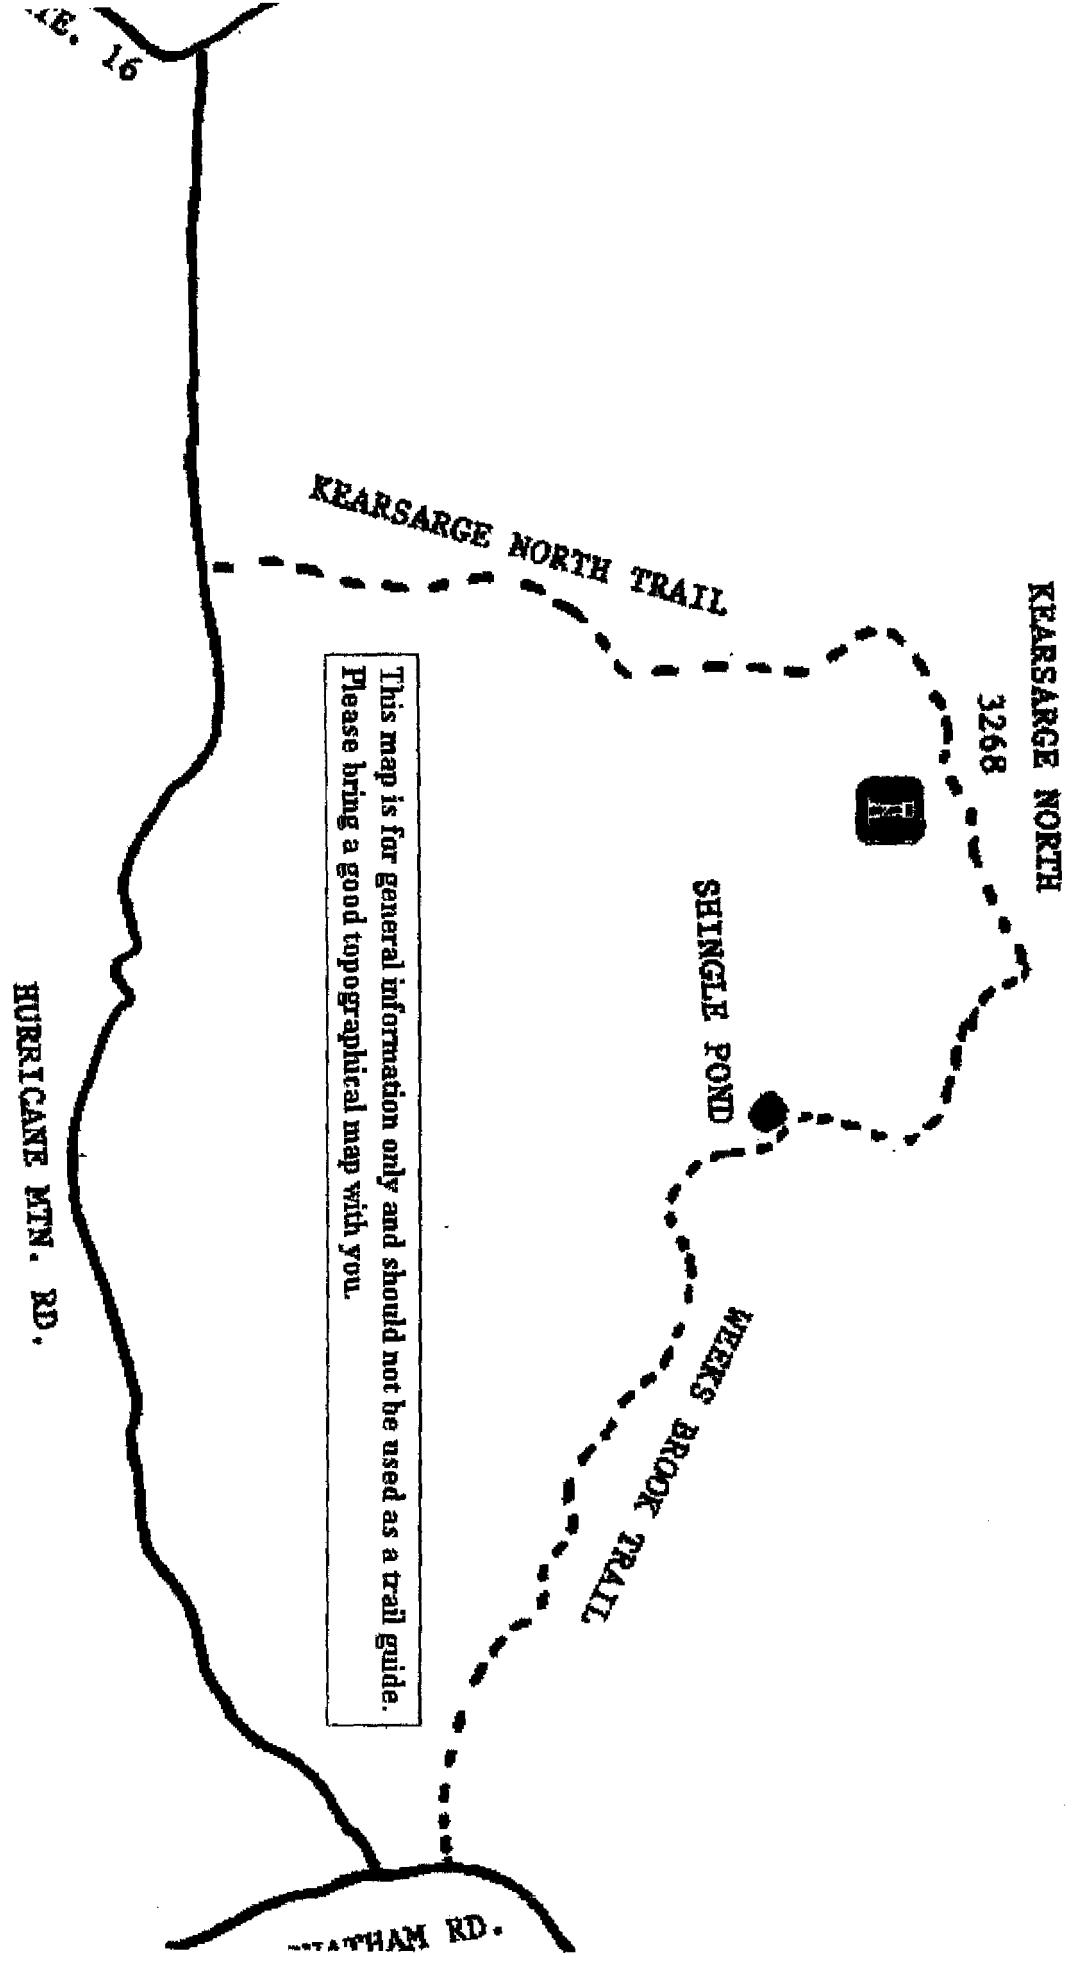 KEARSARGE NORTH
3268
KEARSARGE NORTH TRAIL
SHINGLE POND
WEEKS BROOK TRAIL
This map is for general information only and should not be used as a trail guide.
Please bring a good topographical map with you.
16
HURRICANE MTN. RD.
RD.